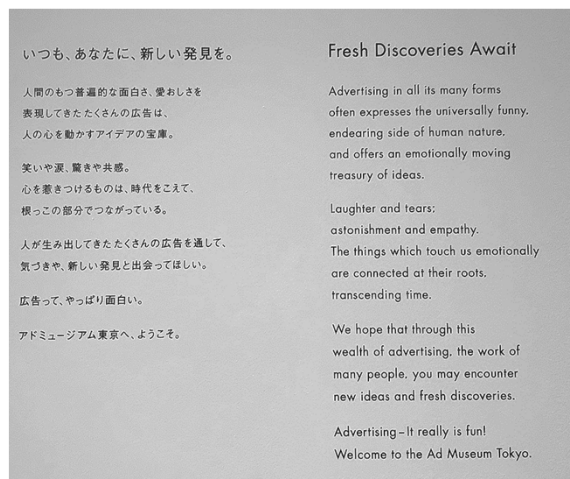 いつも、あなたに、新しい発見を。
人間のもつ普遍的な面白さ、愛おしさを
表現してきたたくさんの広告は、
人の心を動かすアイデアの宝庫。
笑いや涙、驚きや共感。
心を惹きつけるものは、時代をこえて、
根っこの部分でつながっている。
人が生み出してきたたくさんの広告を通して、
気づきや、新しい発見と出会ってほしい。
広告って、やっぱり面白い。
アドミュージアム東京へ、ようこそ。
Fresh Discoveries Await
Advertising in all its many forms
often expresses the universally funny,
endearing side of human nature,
and offers an emotionally moving
treasury of ideas.
Laughter and tears;
astonishment and empathy.
The things which touch us emotionally
are connected at their roots,
transcending time.
We hope that through this
wealth of advertising, the work of
many people, you may encounter
new ideas and fresh discoveries.
Advertising–It really is fun!
Welcome to the Ad Museum Tokyo.